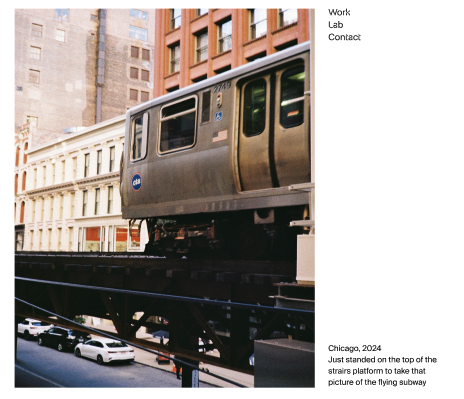 Work
Lab
Contact
cta
Chicago, 2024
Just standed on the top of the
strairs platform to take that
picture of the flying subway